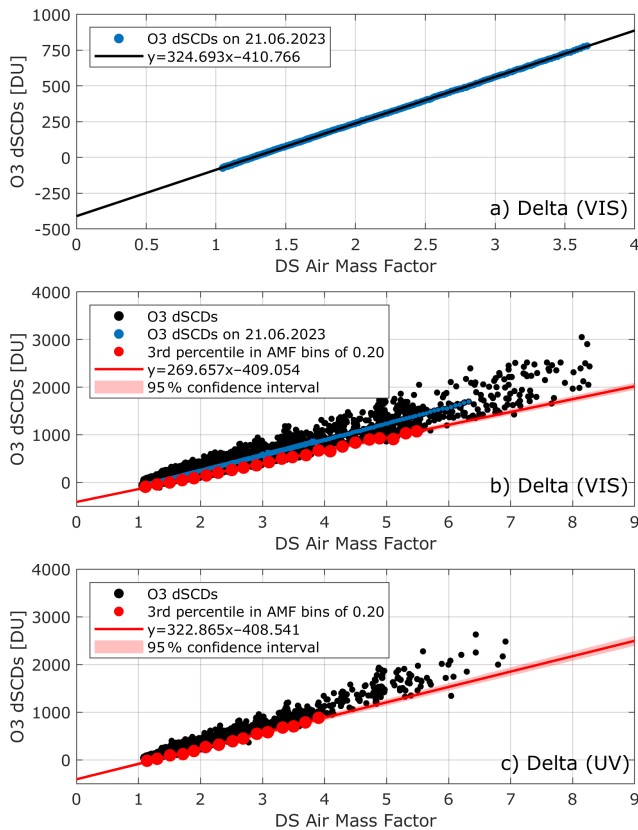 1000
750
500
250
0
-250
-500
O3 dSCDs [DU]
O3 dSCDs on 21.06.2023
y=324.693x−410.766
a) Delta (VIS)
0 0.5 1 1.5 2 2.5 3 3.5 4
DS Air Mass Factor
4000
3000
2000
1000
0
O3 dSCDs [DU]
O3 dSCDs
O3 dSCDs on 21.06.2023
3rd percentile in AMF bins of 0.20
y=269.657x−409.054
95 % confidence interval
b) Delta (VIS)
0 1 2 3 4 5 6 7 8 9
DS Air Mass Factor
4000
3000
2000
1000
0
O3 dSCDs [DU]
O3 dSCDs
3rd percentile in AMF bins of 0.20
y=322.865x−408.541
95 % confidence interval
c) Delta (UV)
0 1 2 3 4 5 6 7 8 9
DS Air Mass Factor